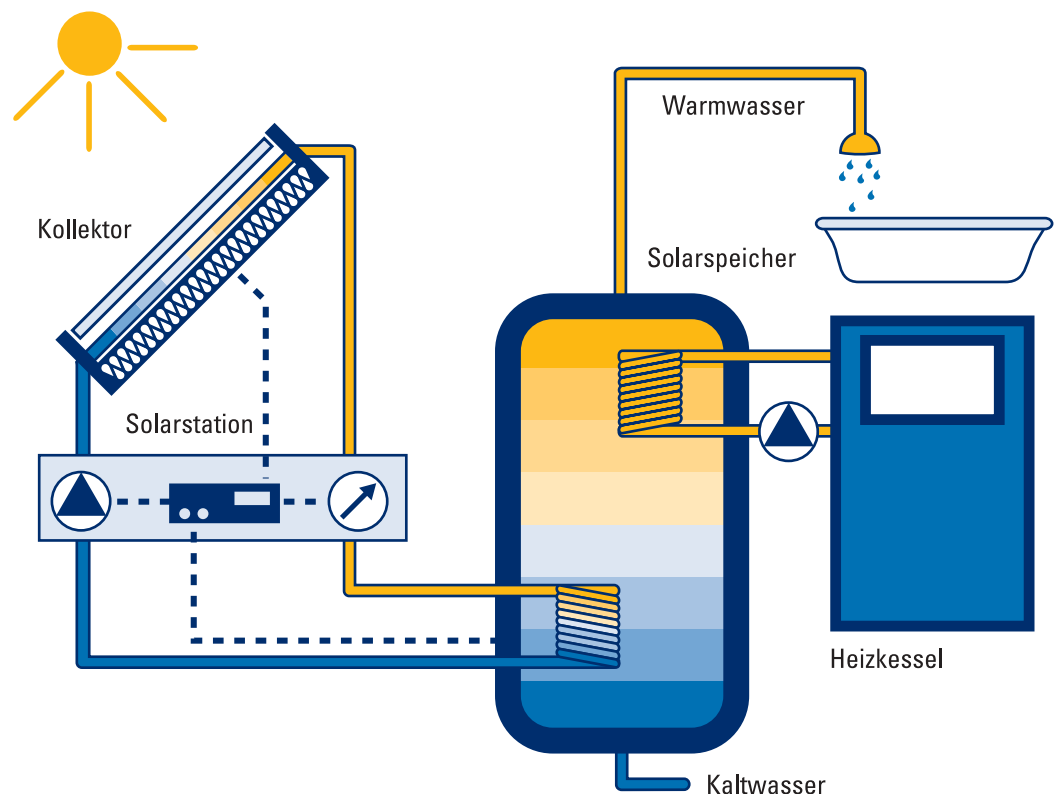 Warmwasser
Kollektor
Solarspeicher
Solarstation
Heizkessel
Kaltwasser